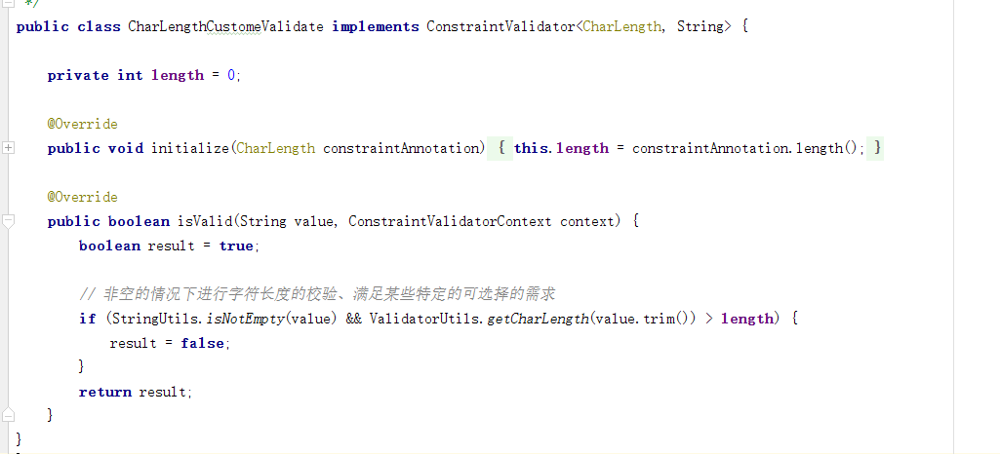 */
public class CharLengthCustomeValidate implements ConstraintValidator<CharLength, String> {
private int length = 0;
@Override
public void initialize(CharLength constraintAnnotation) { this.length = constraintAnnotation.length(); }
@Override
public boolean isValid(String value, ConstraintValidatorContext context) {
boolean result = true;
// 非空的情况下进行字符长度的校验、满足某些特定的可选择的需求
if (StringUtils.isNotEmpty(value) && ValidatorUtils.getCharLength(value.trim()) > length) {
result = false;
}
return result;
}
}